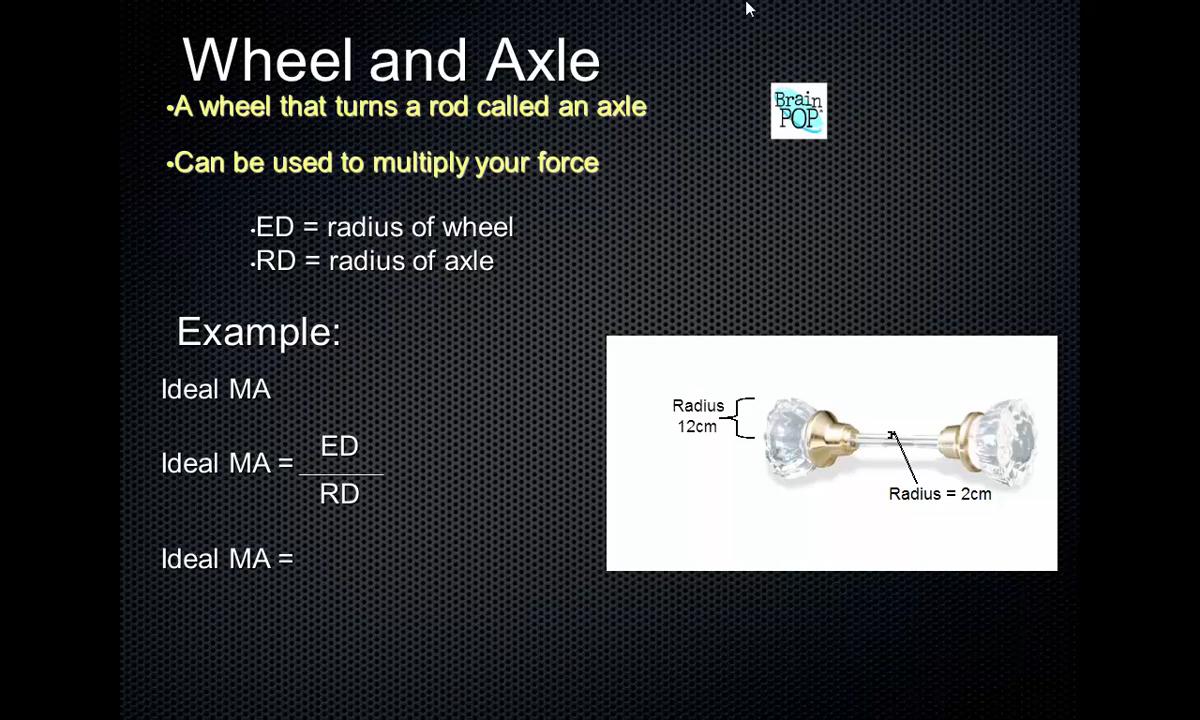 Wheel and Axle
•A wheel that turns a rod called an axle
Brain
POP
•Can be used to multiply your force
•ED = radius of wheel
•RD = radius of axle
Example:
Ideal MA
Ideal MA = ED
RD
Ideal MA =
Radius
12cm
Radius = 2cm